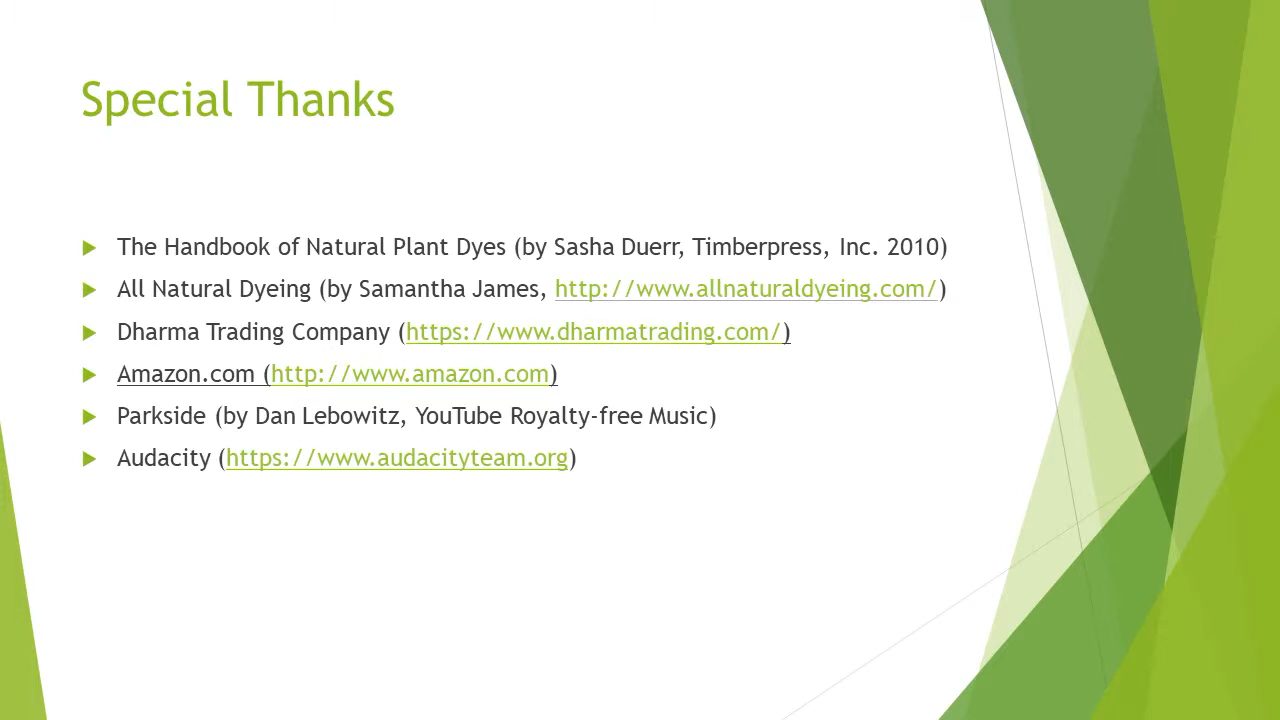 Special Thanks
The Handbook of Natural Plant Dyes (by Sasha Duerr, Timberpress, Inc. 2010)
All Natural Dyeing (by Samantha James, http://www.allnaturaldyeing.com/)
Dharma Trading Company (https://www.dharmatrading.com/)
Amazon.com (http://www.amazon.com)
Parkside (by Dan Lebowitz, YouTube Royalty-free Music)
Audacity (https://www.audacityteam.org)